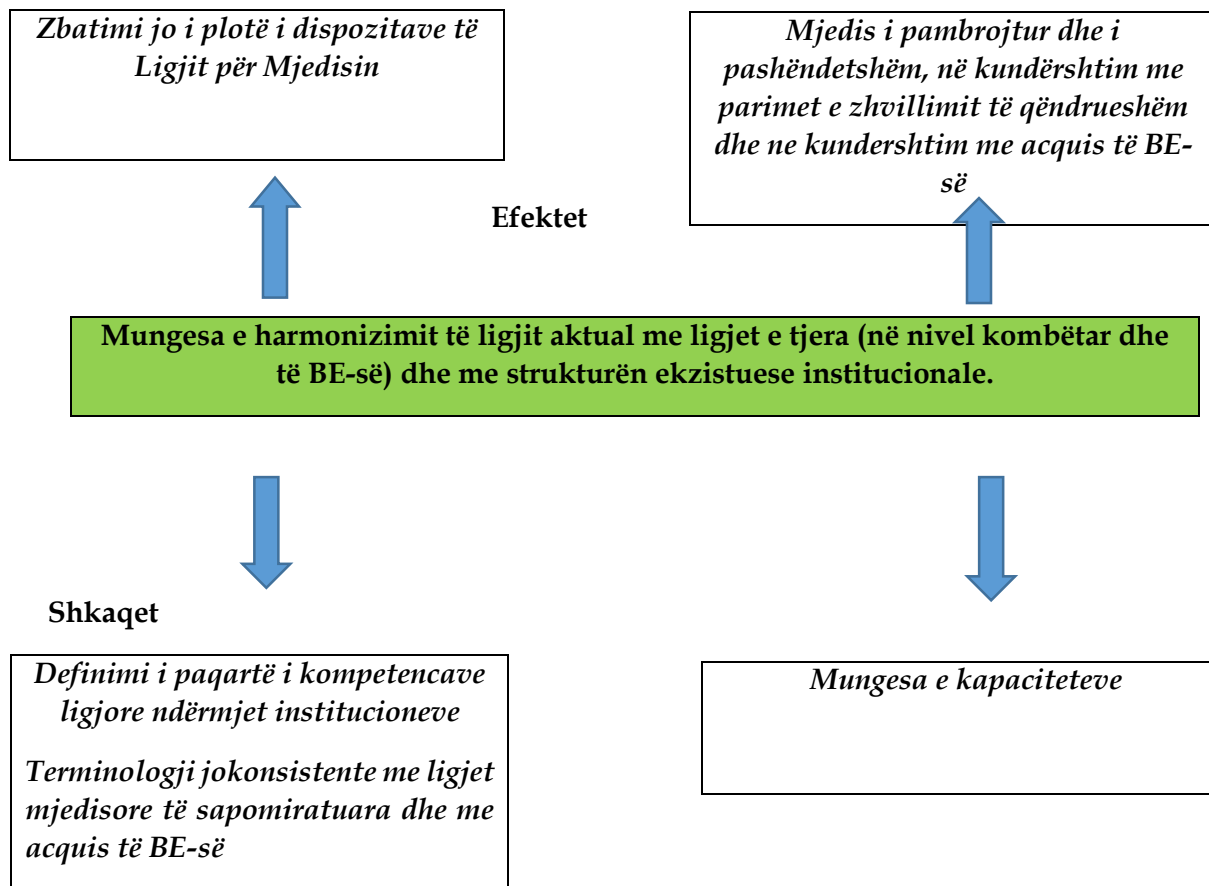 Zbatimi jo i plotë i dispozitave të
Ligjit për Mjedisin
Mjedis i pambrojtur dhe i
pashëndetshëm, në kundërshtim me
parimet e zhvillimit të qëndrueshëm
dhe ne kundershtim me acquis të BE-
së
Efektet
Mungesa e harmonizimit të ligjit aktual me ligjet e tjera (në nivel kombëtar dhe
të BE-së) dhe me strukturën ekzistuese institucionale.
Shkaqet
Definimi i paqartë i kompetencave
ligjore ndërmjet institucioneve
Terminologji jokonsistente me ligjet
mjedisore të sapomiratuara dhe me
acquis të BE-së
Mungesa e kapaciteteve